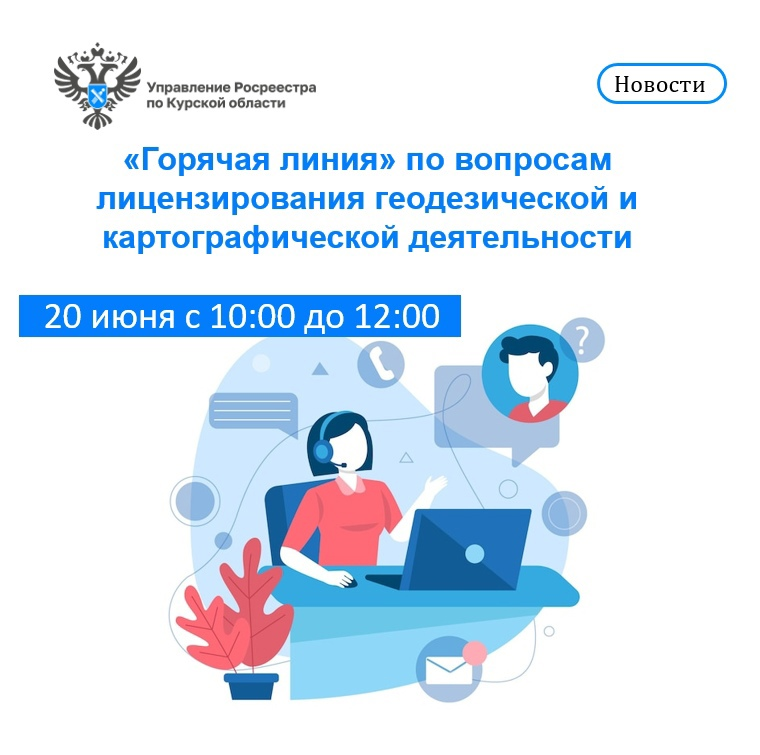 Управление Росреестра
по Курской области
Новости
«Горячая линия» по вопросам
лицензирования геодезической и
картографической деятельности
20 июня с 10:00 до 12:00
?